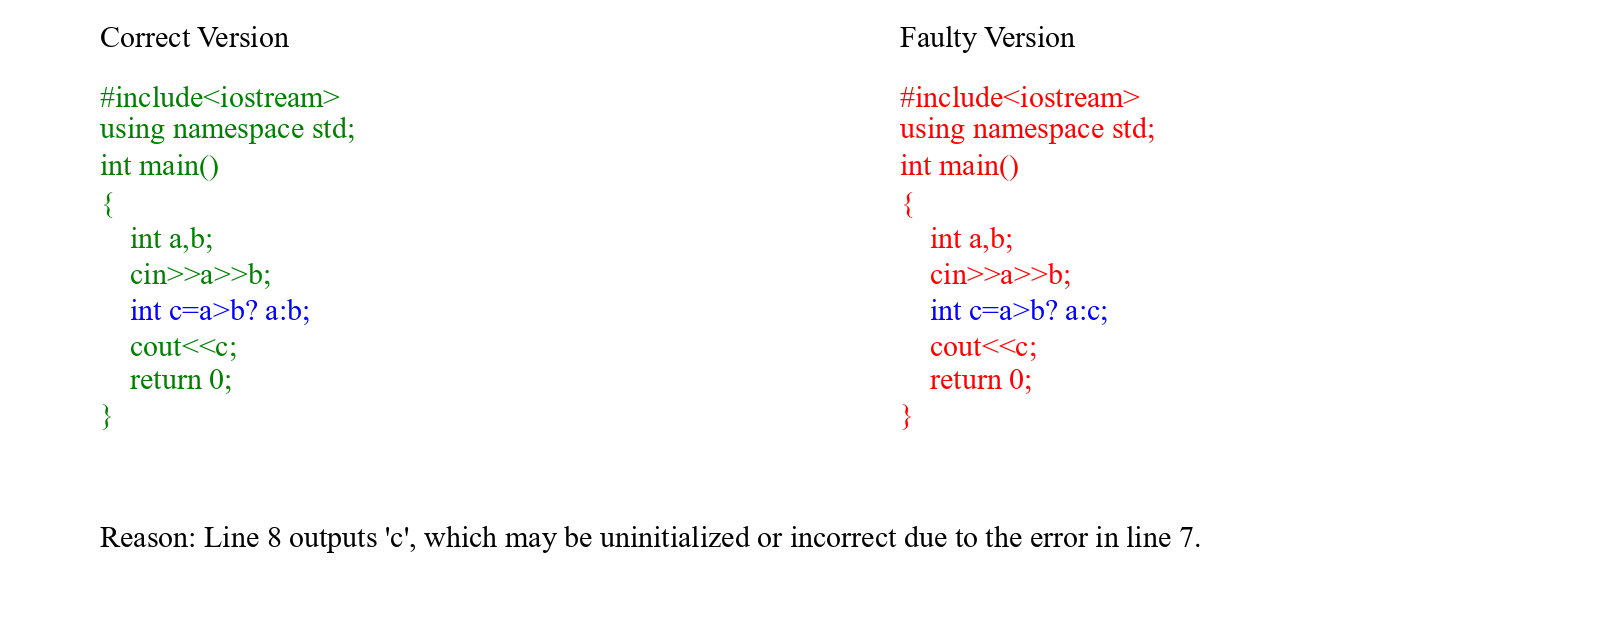 Correct Version
#include<iostream>
using namespace std;
int main()
{
    int a,b;
    cin>>a>>b;
    int c=a>b? a:b;
    cout<<c;
    return 0;
}
Faulty Version
#include<iostream>
using namespace std;
int main()
{
    int a,b;
    cin>>a>>b;
    int c=a>b? a:c;
    cout<<c;
    return 0;
}
Reason: Line 8 outputs 'c', which may be uninitialized or incorrect due to the error in line 7.